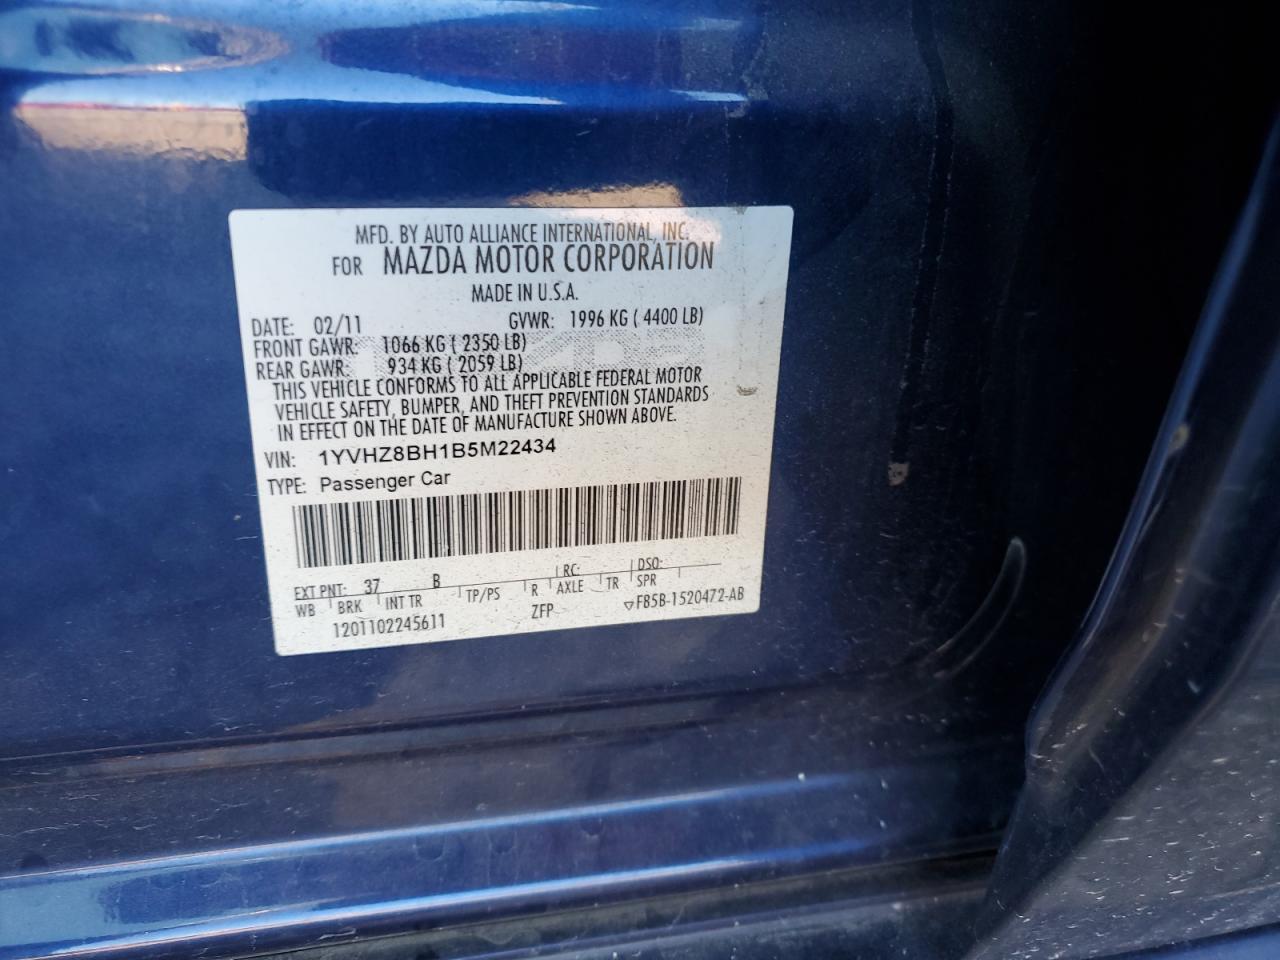 MFD. BY AUTO ALLIANCE INTERNATIONAL, INC.
FOR MAZDA MOTOR CORPORATION
MADE IN U.S.A.
DATE: 02/11 GVWR: 1996 KG ( 4400 LB)
FRONT GAWR: 1066 KG ( 2350 LB)
REAR GAWR: 934 KG ( 2059 LB)
THIS VEHICLE CONFORMS TO ALL APPLICABLE FEDERAL MOTOR
VEHICLE SAFETY, BUMPER, AND THEFT PREVENTION STANDARDS
IN EFFECT ON THE DATE OF MANUFACTURE SHOWN ABOVE.
VIN: 1YVHZ8BH1B5M22434
TYPE: Passenger Car
EXT PNT: 37 B RC: DSO:
WB BRK INT TR TP/PS R AXLE TR SPR
1201102245611 ZFP FB5B-1520472-AB